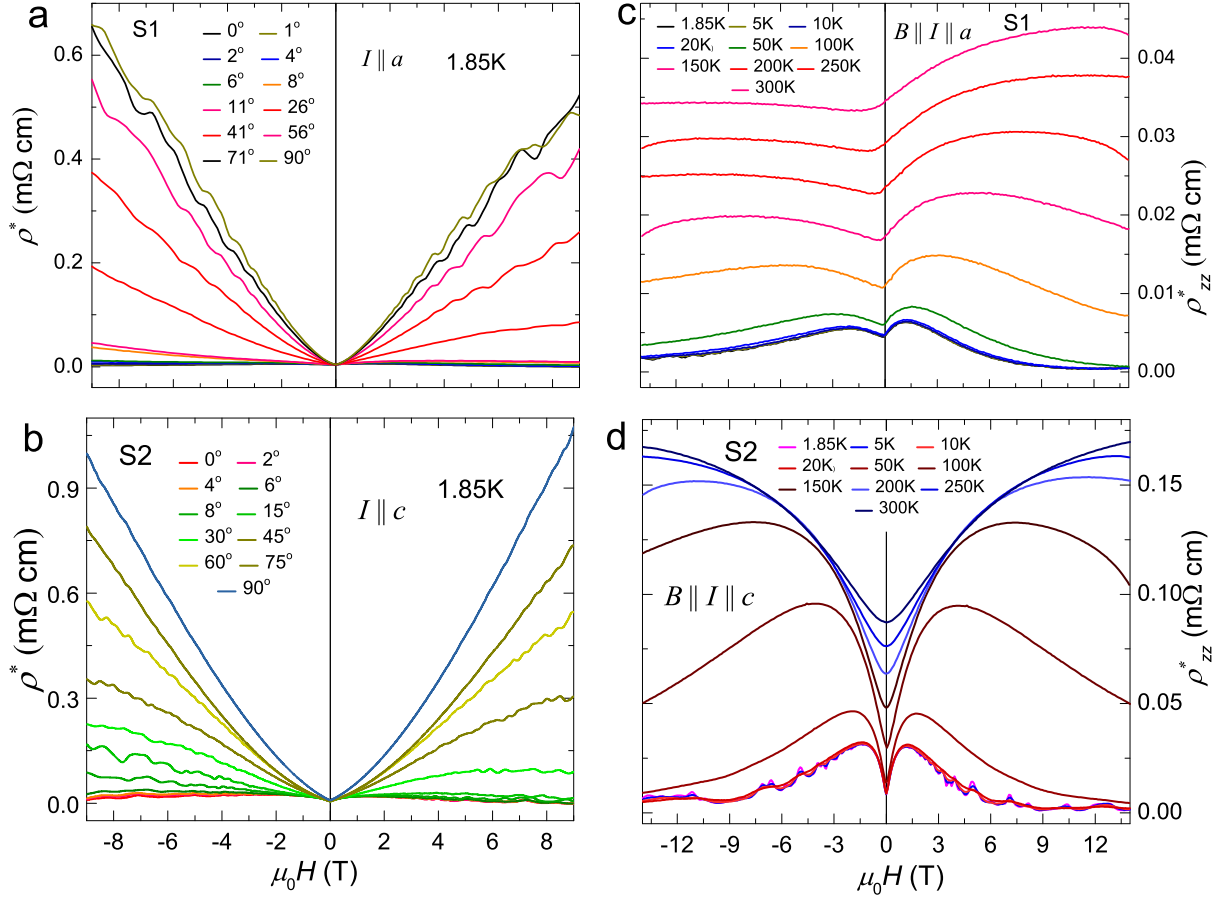 a
S1
I || a
1.85K
0° 1°
2° 4°
6° 8°
11° 26°
41° 56°
71° 90°
0.6
0.4
0.2
0.0
ρ* (mΩ cm)
b
S2
I || c
1.85K
0° 2°
4° 6°
8° 15°
30° 45°
60° 75°
90°
0.9
0.6
0.3
0.0
ρ* (mΩ cm)
-8 -6 -4 -2 0 2 4 6 8
μ₀H (T)
c
S1
B || I || a
1.85K 5K 10K
20K 50K 100K
150K 200K 250K
300K
0.04
0.03
0.02
0.01
0.00
ρ*zz (mΩ cm)
d
S2
B || I || c
1.85K 5K 10K
20K 50K 100K
150K 200K 250K
300K
0.15
0.10
0.05
0.00
ρ*zz (mΩ cm)
-12 -9 -6 -3 0 3 6 9 12
μ₀H (T)